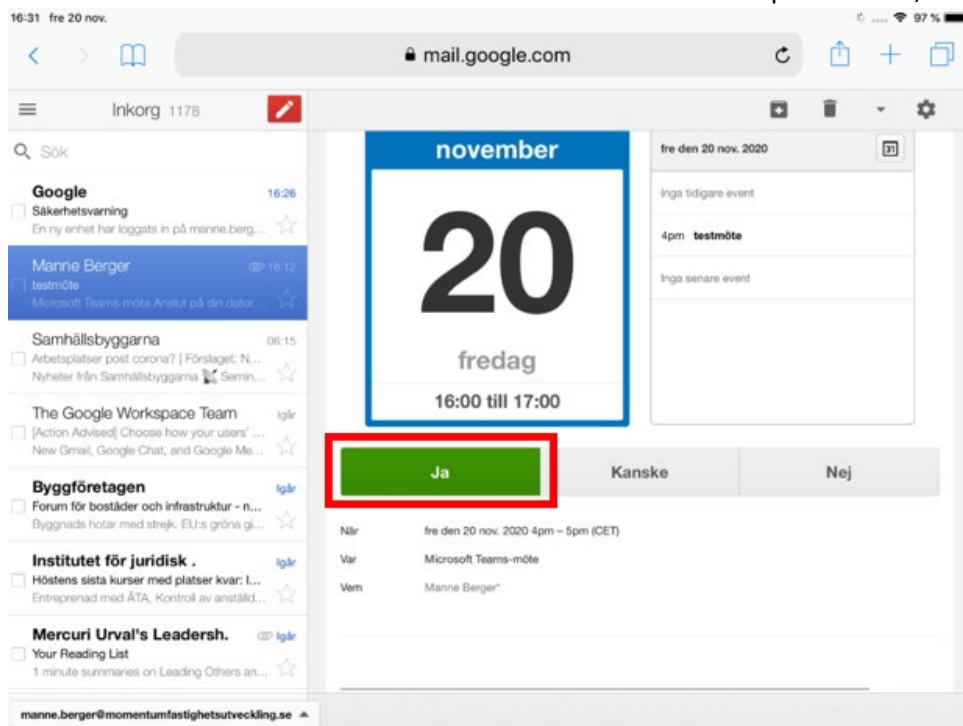 16:31 fre 20 nov.
97 %
mail.google.com
Inkorg 1178
Sök
Google 16:26
Säkerhetsvarning
En ny enhet har loggats in på manne.berg...
Manne Berger 16:12
testmöte
Microsoft Teams-möte Anslut på din dator...
Samhällsbyggarna 06:15
Arbetsplatser post corona? | Förslaget: N...
Nyheter från Samhällsbyggarna Semin...
The Google Workspace Team Igår
[Action Advised] Choose how your users' ...
New Gmail, Google Chat, and Google Me...
Byggföretagen Igår
Forum för bostäder och infrastruktur - n...
Byggnads hotar med strejk. EU:s gröna gi...
Institutet för juridisk . Igår
Höstens sista kurser med platser kvar: I...
Entreprenad med ÄTA, Kontroll av anställd...
Mercuri Urval's Leadersh. Igår
Your Reading List
1 minute summaries on Leading Others an...
manne.berger@momentumfastighetsutveckling.se
november
20
fredag
16:00 till 17:00
fre den 20 nov. 2020
31
Inga tidigare event
4pm testmöte
Inga senare event
Ja Kanske Nej
När fre den 20 nov. 2020 4pm – 5pm (CET)
Var Microsoft Teams-möte
Vem Manne Berger*